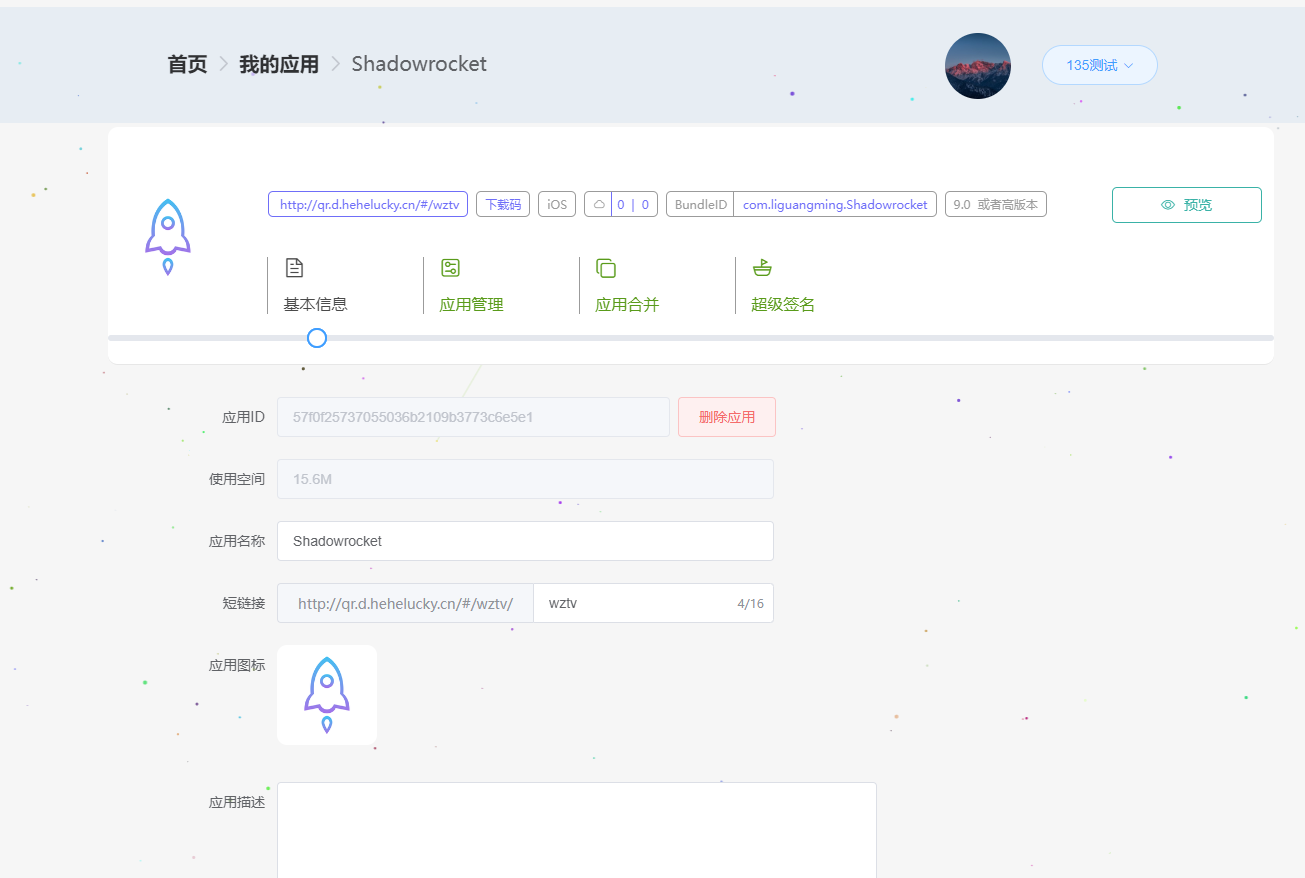 首页 > 我的应用 > Shadowrocket
135测试
http://qr.d.hehelucky.cn/#/wztv 下载码 iOS 0 | 0 BundleID com.liguangming.Shadowrocket 9.0 或者高版本 预览
基本信息 应用管理 应用合并 超级签名
应用ID 57f0f25737055036b2109b3773c6e5e1 删除应用
使用空间 15.6M
应用名称 Shadowrocket
短链接 http://qr.d.hehelucky.cn/#/wztv/ wztv 4/16
应用图标
应用描述